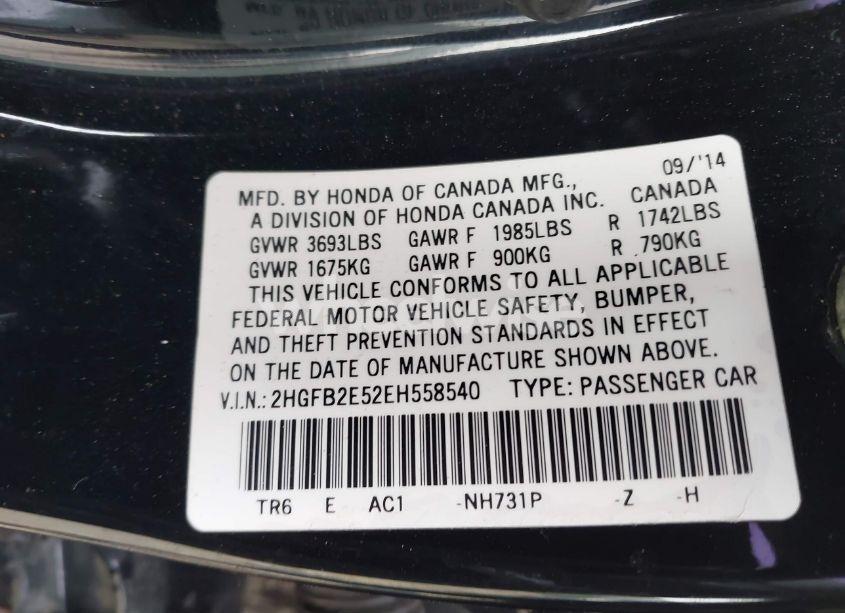 09/'14
MFD. BY HONDA OF CANADA MFG.,
A DIVISION OF HONDA CANADA INC. CANADA
GVWR 3693LBS GAWR F 1985LBS R 1742LBS
GVWR 1675KG GAWR F 900KG R 790KG
THIS VEHICLE CONFORMS TO ALL APPLICABLE
FEDERAL MOTOR VEHICLE SAFETY, BUMPER,
AND THEFT PREVENTION STANDARDS IN EFFECT
ON THE DATE OF MANUFACTURE SHOWN ABOVE.
V.I.N.: 2HGFB2E52EH558540 TYPE: PASSENGER CAR
TR6 E AC1 -NH731P -Z -H